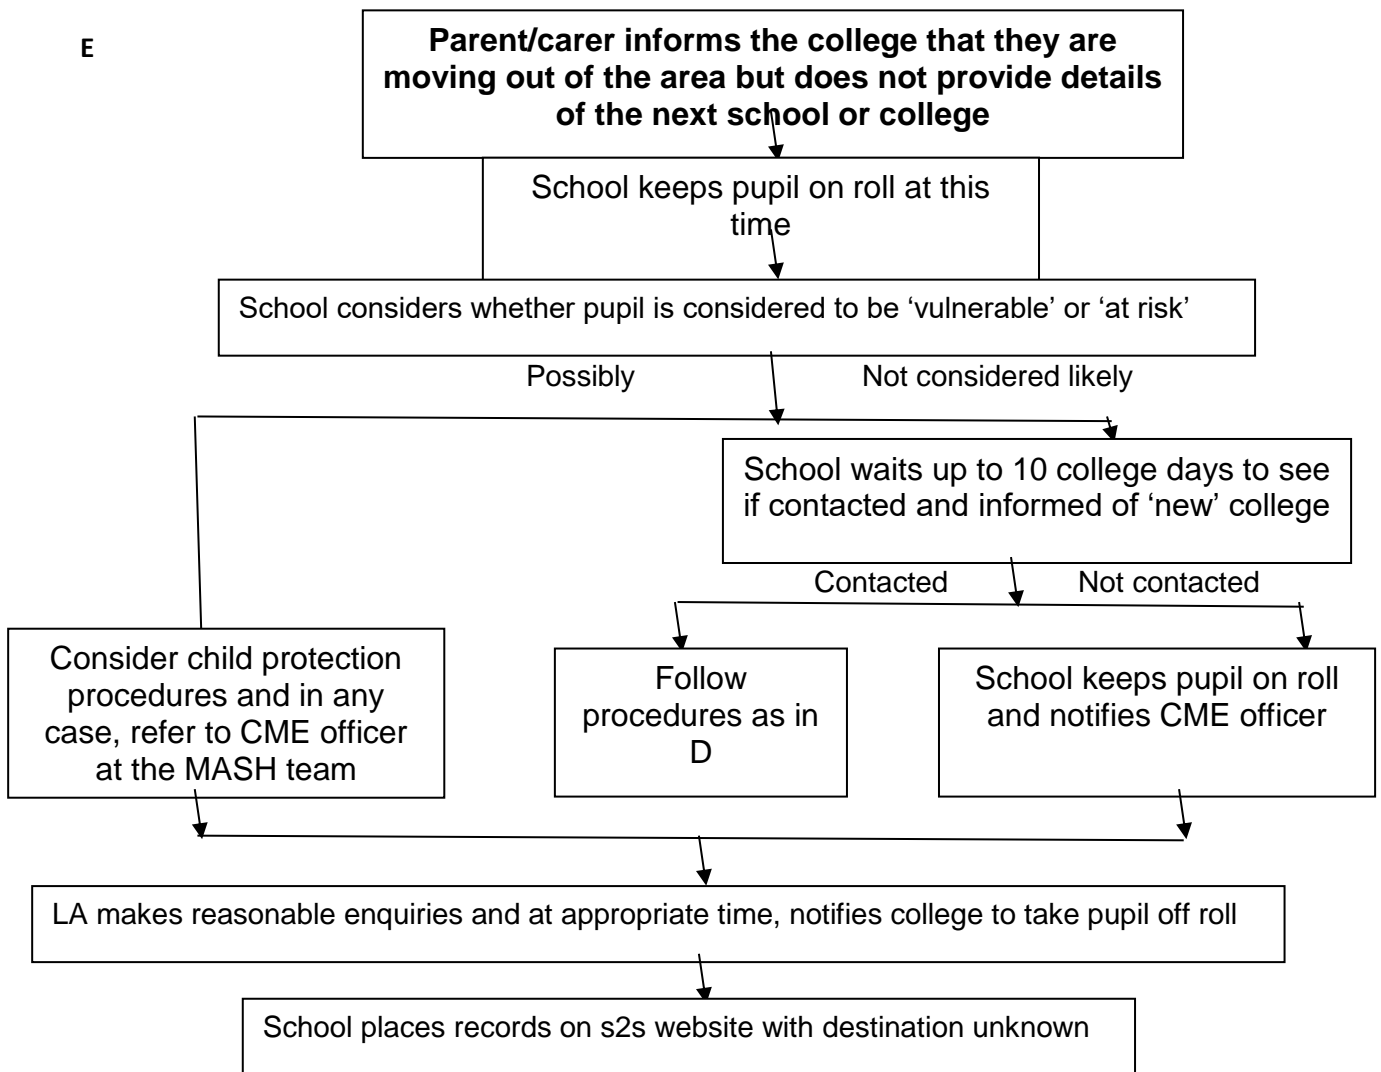 E
Parent/carer informs the college that they are
moving out of the area but does not provide details
of the next school or college
School keeps pupil on roll at this
time
School considers whether pupil is considered to be ‘vulnerable’ or ‘at risk’
Possibly
Not considered likely
School waits up to 10 college days to see
if contacted and informed of ‘new’ college
Contacted
Not contacted
Consider child protection
procedures and in any
case, refer to CME officer
at the MASH team
Follow
procedures as in
D
School keeps pupil on roll
and notifies CME officer
LA makes reasonable enquiries and at appropriate time, notifies college to take pupil off roll
School places records on s2s website with destination unknown